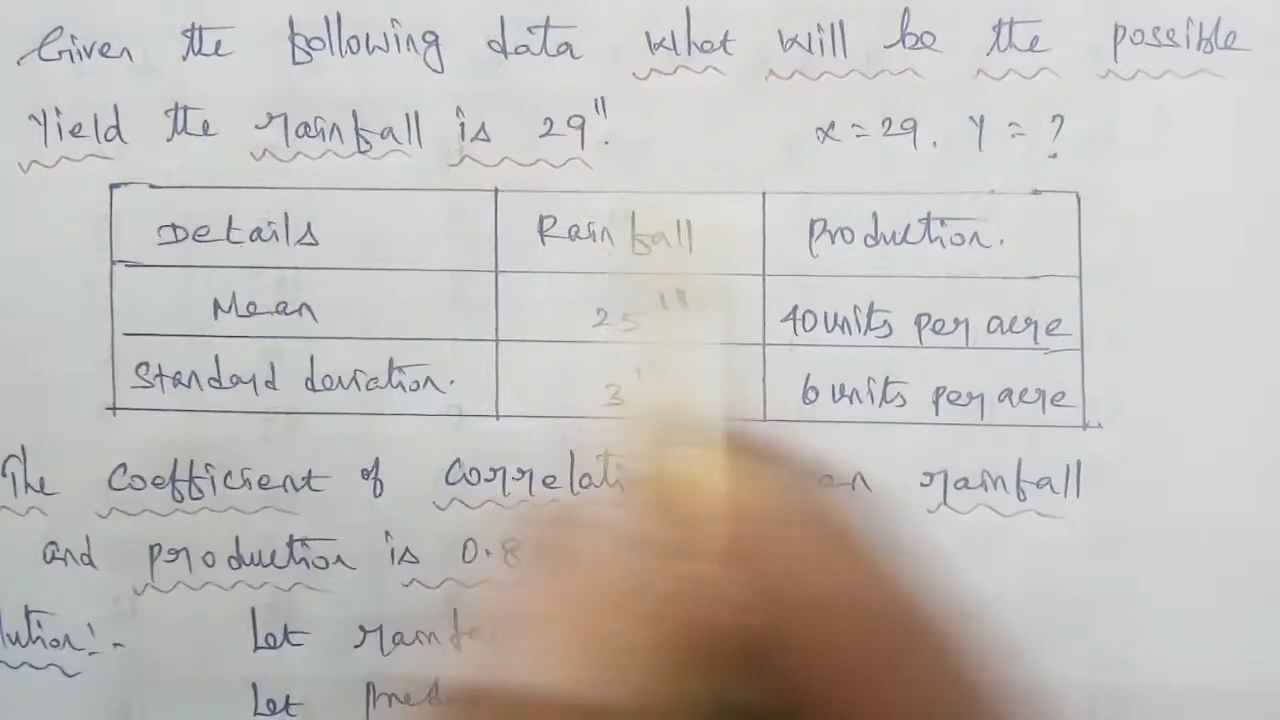 Given the following data what will be the possible
Yield the rainfall is 29".
x = 29. Y = ?
Details Rainfall Production.
Mean 25" 40 units per acre
Standard deviation. 3 6 units per acre
The coefficient of correlati rainfall
and production is 0.8
lution:-
Let rainf
Let